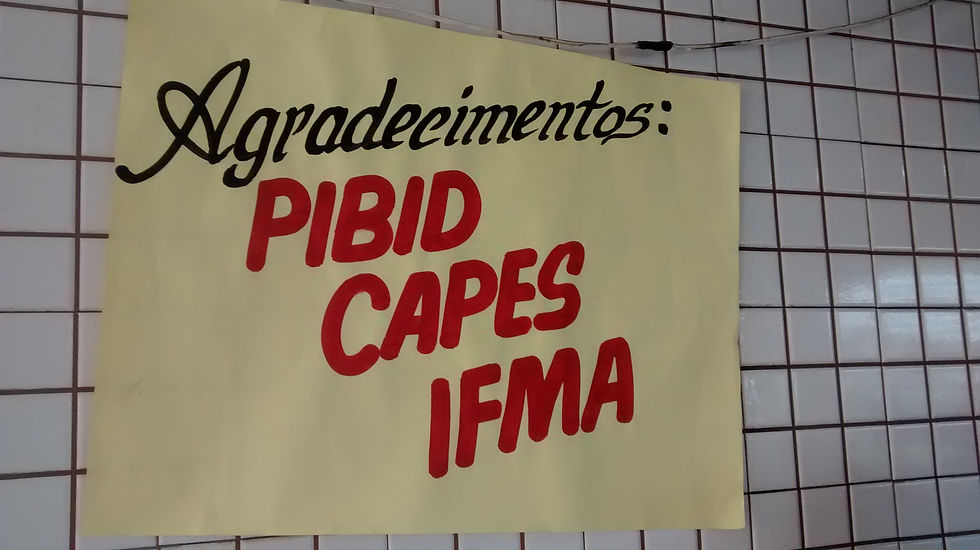 Agradecimentos:
PIBID
CAPES
IFMA